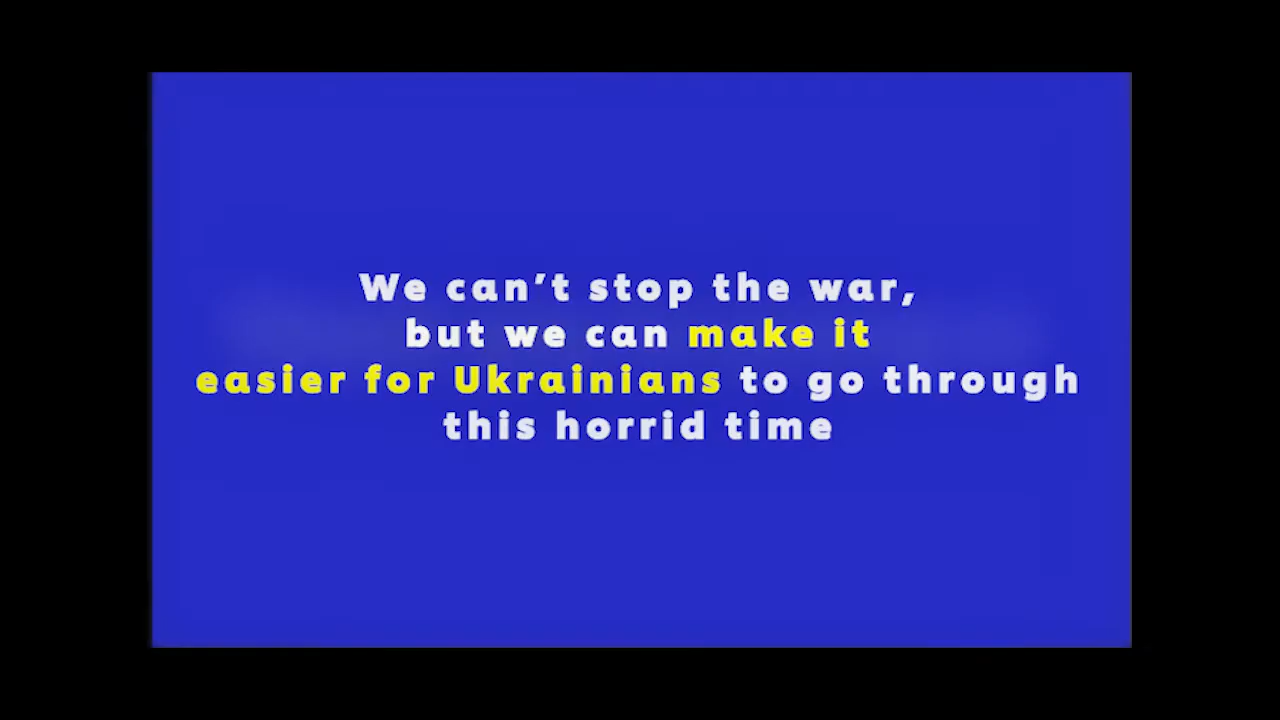 We can’t stop the war,
but we can make it
easier for Ukrainians to go through
this horrid time